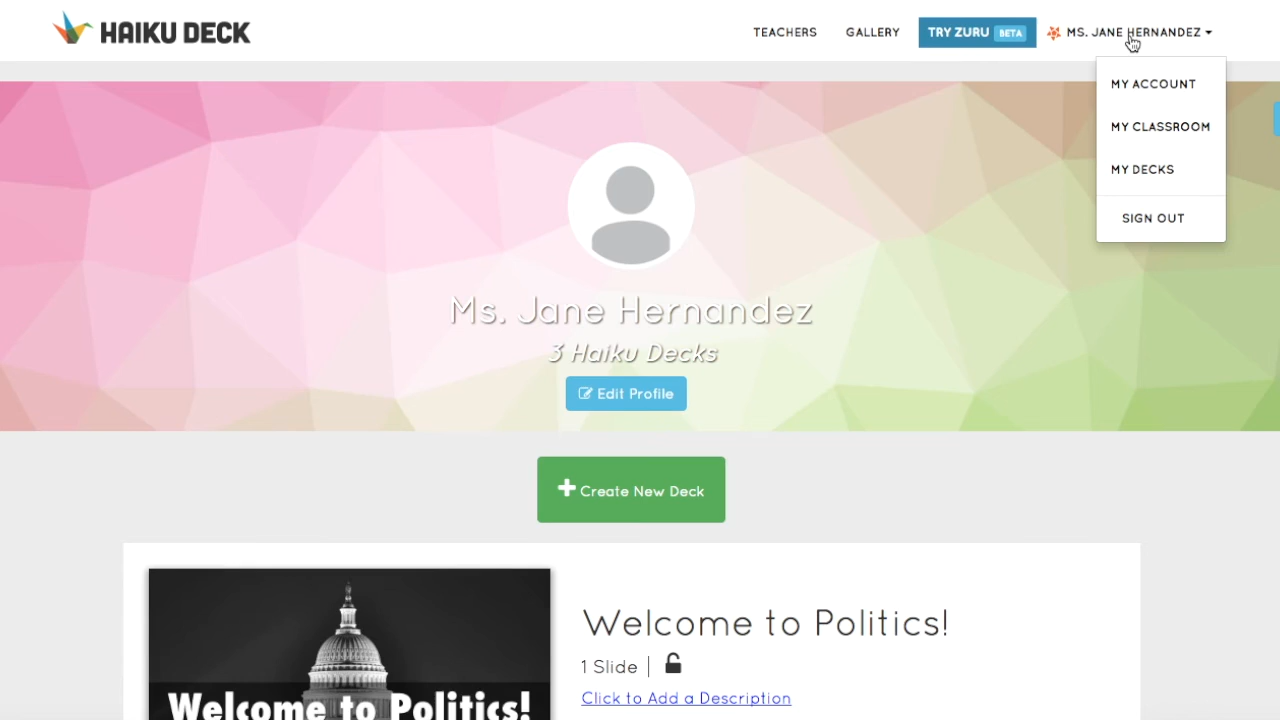 HAIKU DECK
TEACHERS
GALLERY
TRY ZURU BETA
MS. JANE HERNANDEZ
MY ACCOUNT
MY CLASSROOM
MY DECKS
SIGN OUT
Ms. Jane Hernandez
3 Haiku Decks
Edit Profile
Create New Deck
Welcome to Politics!
Welcome to Politics!
1 Slide |
Click to Add a Description